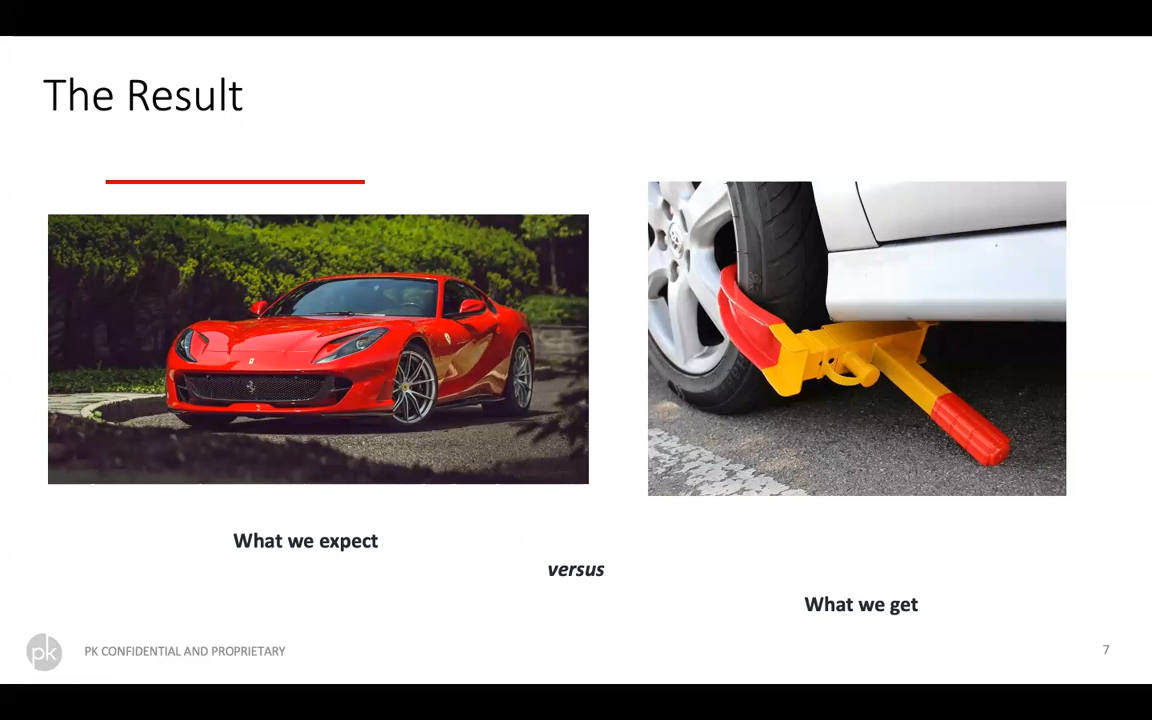 The Result
What we expect
versus
What we get
pk
PK CONFIDENTIAL AND PROPRIETARY
7